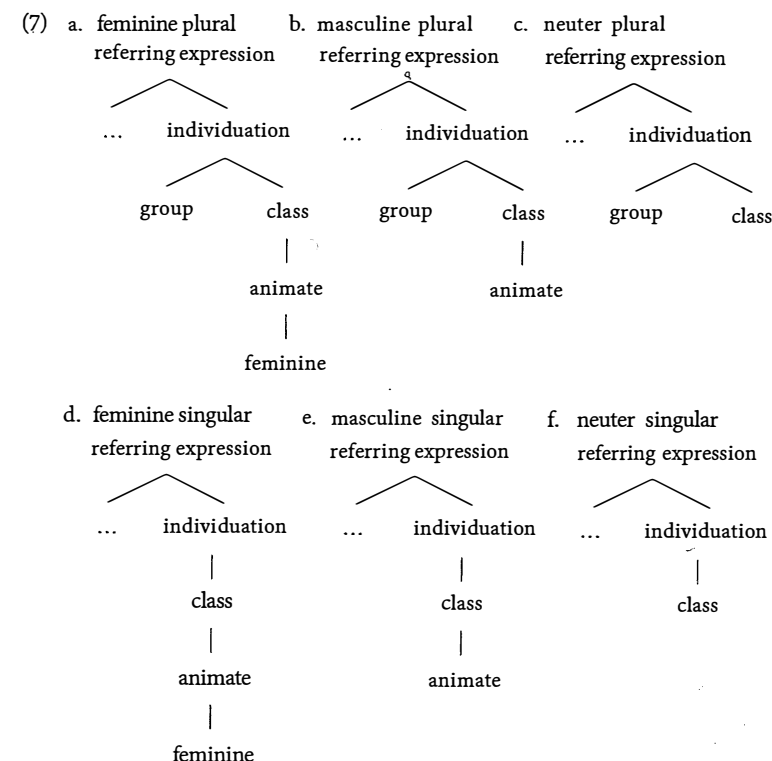 (7) a. feminine plural b. masculine plural c. neuter plural
referring expression referring expression referring expression
... individuation ... individuation ... individuation
group class group class group class
animate animate
feminine
d. feminine singular e. masculine singular f. neuter singular
referring expression referring expression referring expression
... individuation ... individuation ... individuation
class class class
animate animate
feminine